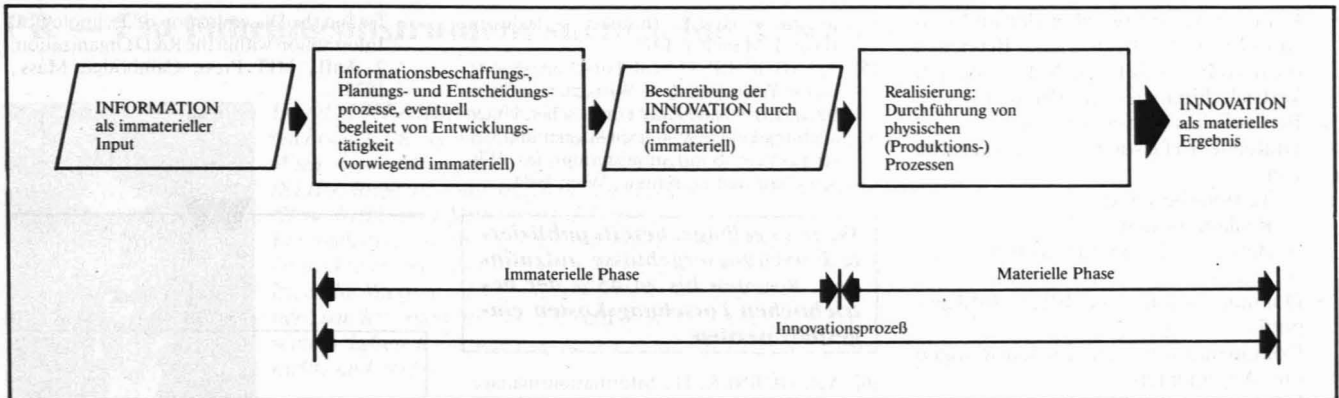 INFORMATION
als immaterieller
Input
Informationsbeschaffungs-,
Planungs- und Entscheidungs-
prozesse, eventuell
begleitet von Entwicklungs-
tätigkeit
(vorwiegend immatriell)
Beschreibung der
INNOVATION durch
Information
(immateriell)
Realisierung:
Durchführung von
physischen
(Produktions-)
Prozessen
INNOVATION
als materielles
Ergebnis
Immaterielle Phase
Materielle Phase
Innovationsprozeß